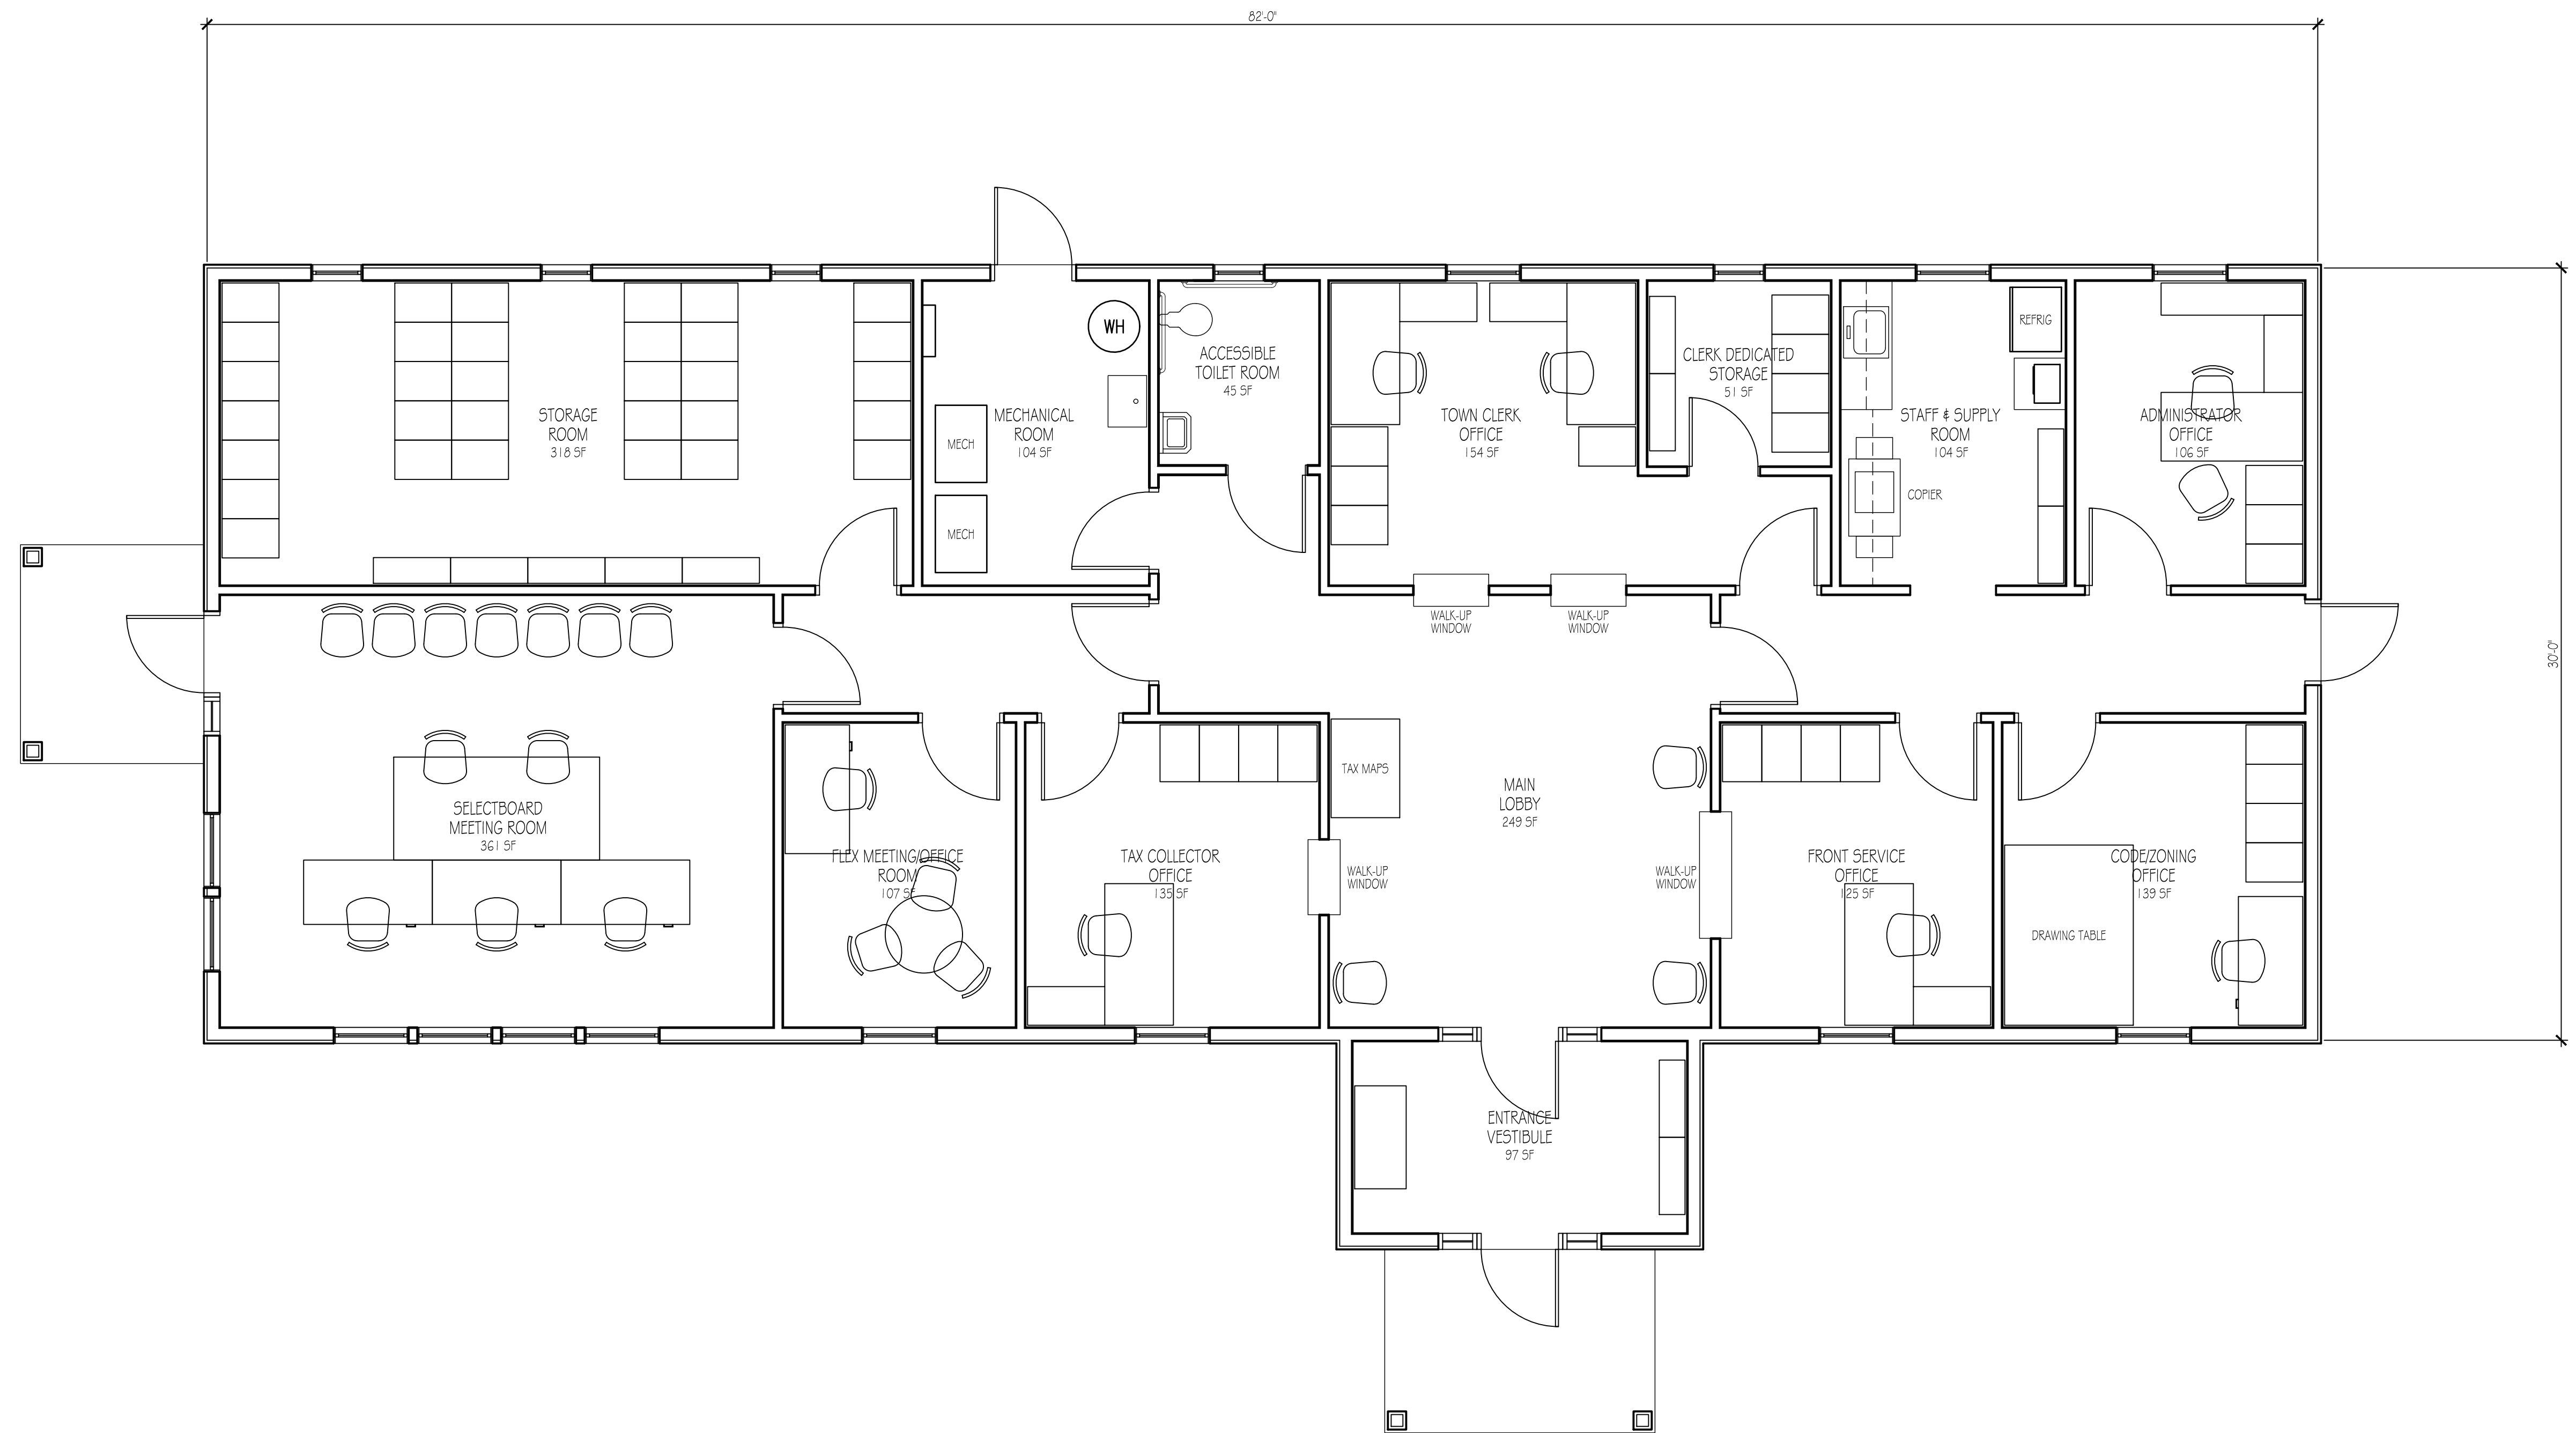 82'-0"
WH
REFRIG
ACCESSIBLE
TOILET ROOM
45 SF
CLERK DEDICATED
STORAGE
51 SF
STORAGE
ROOM
318 SF
MECHANICAL
ROOM
104 SF
MECH
MECH
TOWN CLERK
OFFICE
154 SF
STAFF & SUPPLY
ROOM
104 SF
COPIER
ADMINISTRATOR
OFFICE
106 SF
WALK-UP
WINDOW
WALK-UP
WINDOW
30'-0"
TAX MAPS
MAIN
LOBBY
249 SF
SELECTBOARD
MEETING ROOM
361 SF
FLEX MEETING/OFFICE
ROOM
107 SF
TAX COLLECTOR
OFFICE
135 SF
WALK-UP
WINDOW
WALK-UP
WINDOW
FRONT SERVICE
OFFICE
125 SF
CODE/ZONING
OFFICE
139 SF
DRAWING TABLE
ENTRANCE
VESTIBULE
97 SF